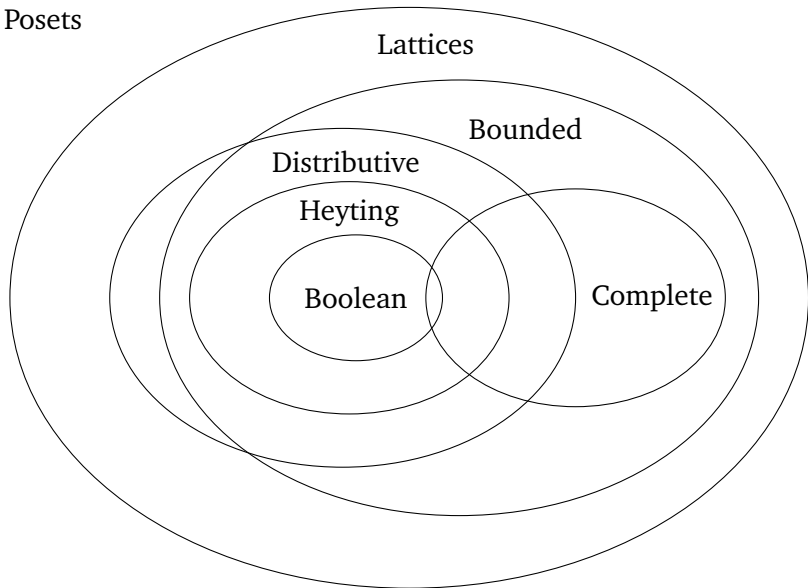 Posets
Lattices
Bounded
Distributive
Heyting
Boolean
Complete